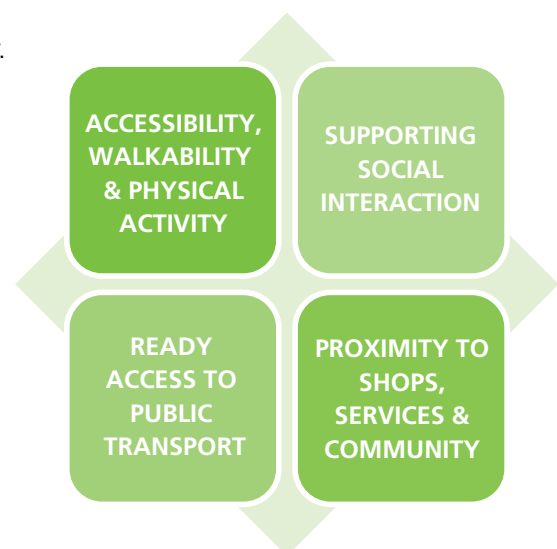 ACCESSIBILITY,
WALKABILITY
& PHYSICAL
ACTIVITY
SUPPORTING
SOCIAL
INTERACTION
READY
ACCESS TO
PUBLIC
TRANSPORT
PROXIMITY TO
SHOPS,
SERVICES &
COMMUNITY